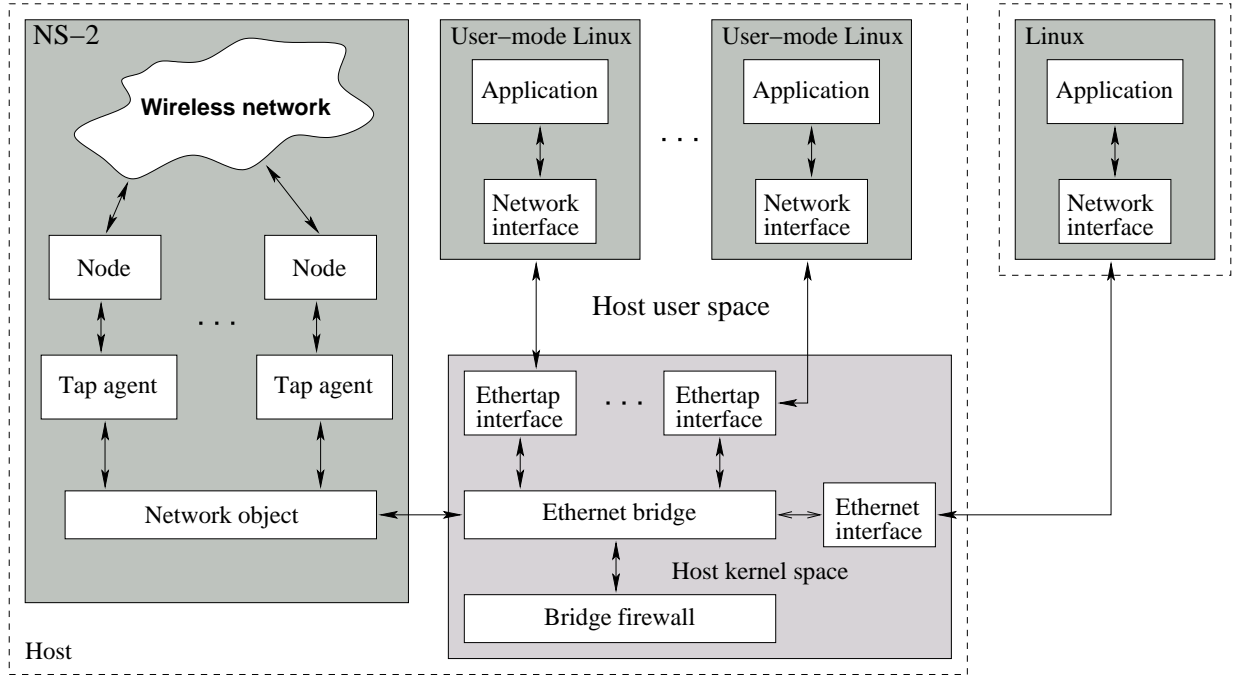 NS−2
Wireless network
Node
Node
. . .
Tap agent
Tap agent
Network object
Host
User−mode Linux
Application
Network
interface
. . .
User−mode Linux
Application
Network
interface
Linux
Application
Network
interface
Host user space
Ethertap
interface
. . .
Ethertap
interface
Ethernet bridge
Ethernet
interface
Host kernel space
Bridge firewall